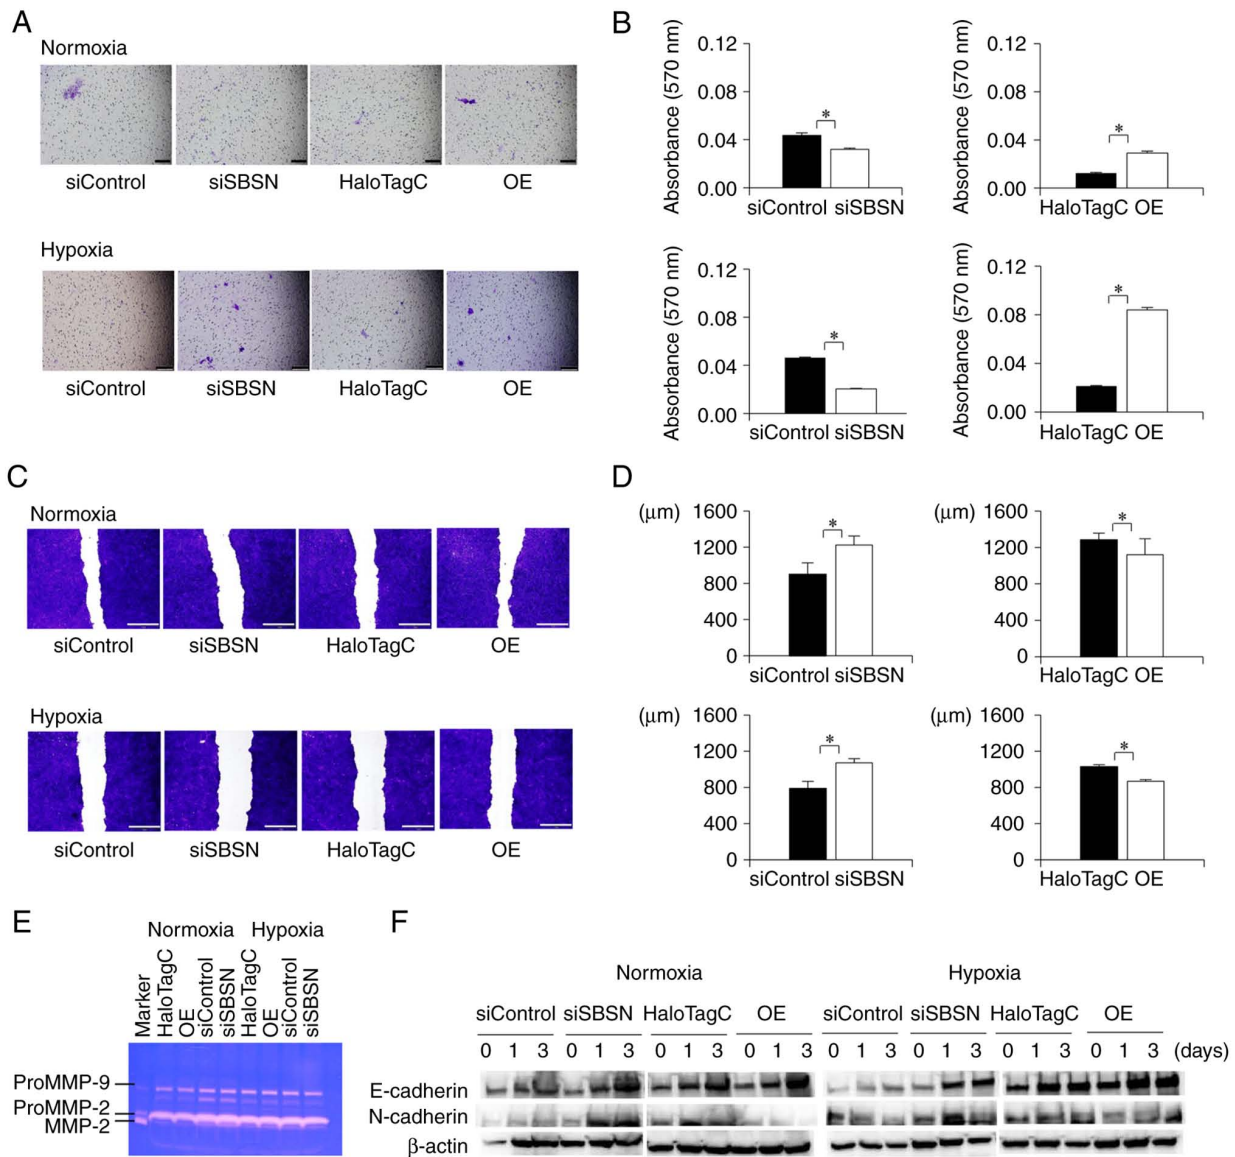 A
Normoxia
siControl siSBSN HaloTagC OE
Hypoxia
siControl siSBSN HaloTagC OE
B
Absorbance (570 nm)
0.12
0.08
0.04
0.00
*
siControl siSBSN
Absorbance (570 nm)
0.12
0.08
0.04
0.00
*
HaloTagC OE
Absorbance (570 nm)
0.12
0.08
0.04
0.00
*
siControl siSBSN
Absorbance (570 nm)
0.12
0.08
0.04
0.00
*
HaloTagC OE
C
Normoxia
siControl siSBSN HaloTagC OE
Hypoxia
siControl siSBSN HaloTagC OE
D
(μm) 1600
1200
800
400
0
*
siControl siSBSN
(μm) 1600
1200
800
400
0
*
HaloTagC OE
(μm) 1600
1200
800
400
0
*
siControl siSBSN
(μm) 1600
1200
800
400
0
*
HaloTagC OE
E
Normoxia Hypoxia
Marker
HaloTagC
OE
siControl
siSBSN
HaloTagC
OE
siControl
siSBSN
ProMMP-9
ProMMP-2
MMP-2
F
Normoxia Hypoxia
siControl siSBSN HaloTagC OE siControl siSBSN HaloTagC OE
0 1 3 0 1 3 0 1 3 0 1 3 0 1 3 0 1 3 0 1 3 0 1 3 (days)
E-cadherin
N-cadherin
β-actin